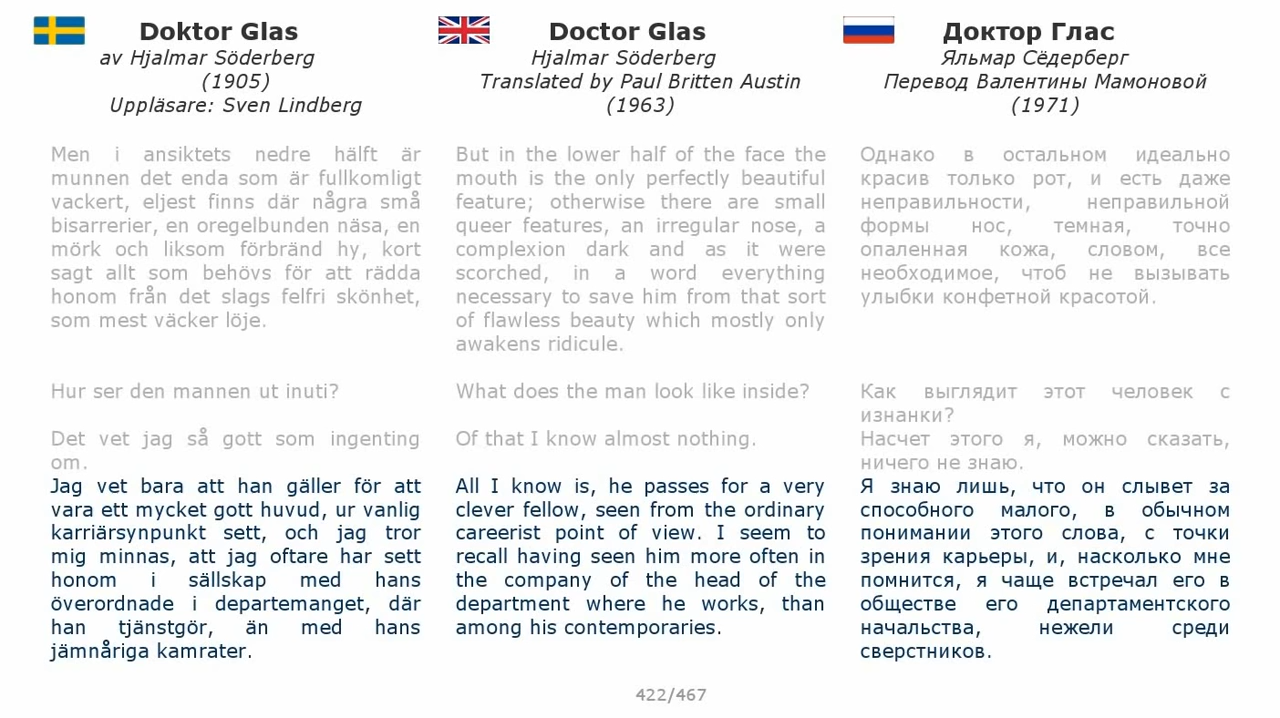 Doktor Glas
av Hjalmar Söderberg
(1905)
Uppläsare: Sven Lindberg
Men i ansiktets nedre hälft är
munnen det enda som är fullkomligt
vackert, eljest finns där några små
bisarrerier, en oregelbunden näsa, en
mörk och liksom förbränd hy, kort
sagt allt som behövs för att rädda
honom från det slags felfri skönhet,
som mest väcker löje.
Hur ser den mannen ut inuti?
Det vet jag så gott som ingenting
om.
Jag vet bara att han gäller för att
vara ett mycket gott huvud, ur vanlig
karriärsynpunkt sett, och jag tror
mig minnas, att jag oftare har sett
honom i sällskap med hans
överordnade i departemanget, där
han tjänstgör, än med hans
jämnåriga kamrater.
Doctor Glas
Hjalmar Söderberg
Translated by Paul Britten Austin
(1963)
But in the lower half of the face the
mouth is the only perfectly beautiful
feature; otherwise there are small
queer features, an irregular nose, a
complexion dark and as it were
scorched, in a word everything
necessary to save him from that sort
of flawless beauty which mostly only
awakens ridicule.
What does the man look like inside?
Of that I know almost nothing.
All I know is, he passes for a very
clever fellow, seen from the ordinary
careerist point of view. I seem to
recall having seen him more often in
the company of the head of the
department where he works, than
among his contemporaries.
Доктор Глас
Яльмар Сёдерберг
Перевод Валентины Мамоновой
(1971)
Однако в остальном идеально
красив только рот, и есть даже
неправильности, неправильной
формы нос, темная, точно
опаленная кожа, словом, все
необходимое, чтоб не вызывать
улыбки конфетной красотой.
Как выглядит этот человек с
изнанки?
Насчет этого я, можно сказать,
ничего не знаю.
Я знаю лишь, что он слывет за
способного малого, в обычном
понимании этого слова, с точки
зрения карьеры, и, насколько мне
помнится, я чаще встречал его в
обществе его департаментского
начальства, нежели среди
сверстников.
422/467